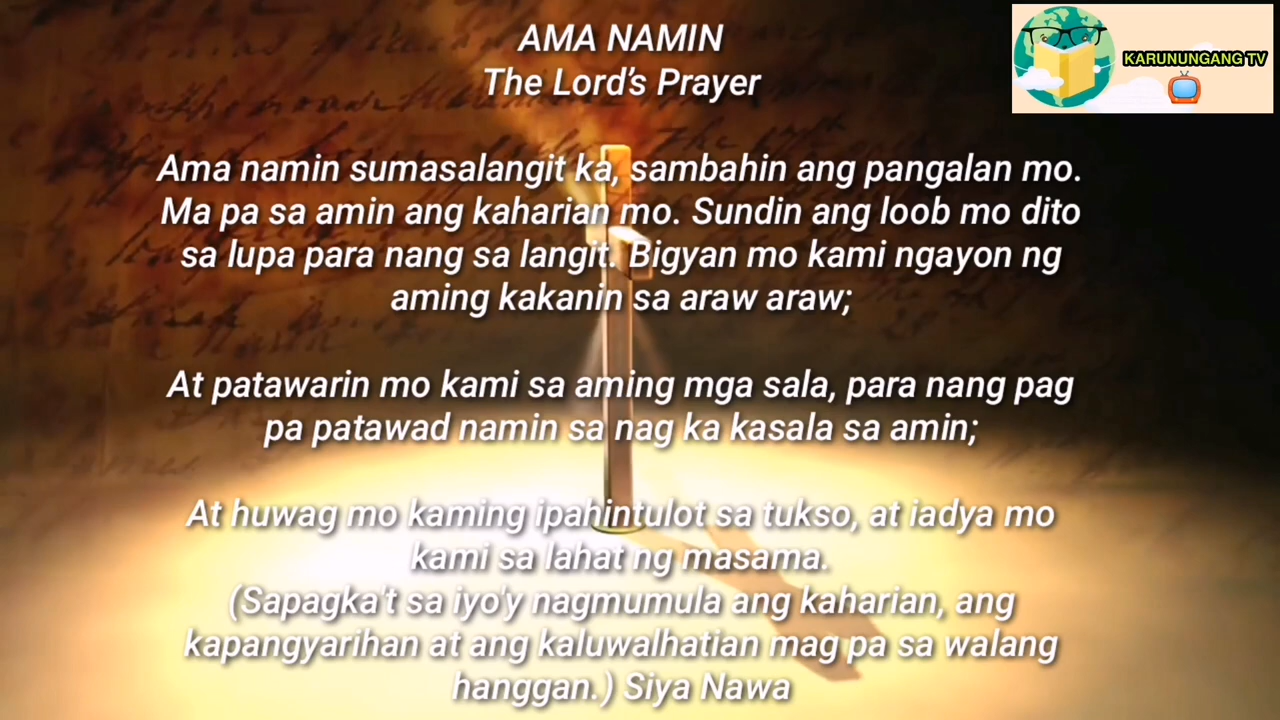 AMA NAMIN
The Lord's Prayer
KARUNUNGANG TV
Ama namin sumasalangit ka, sambahin ang pangalan mo.
Ma pa sa amin ang kaharian mo. Sundin ang loob mo dito
sa lupa para nang sa langit. Bigyan mo kami ngayon ng
aming kakanin sa araw araw;
At patawarin mo kami sa aming mga sala, para nang pag
pa patawad namin sa nag ka kasala sa amin;
At huwag mo kaming ipahintulot sa tukso, at iadya mo
kami sa lahat ng masama.
(Sapagka't sa iyo'y nagmumula ang kaharian, ang
kapangyarihan at ang kaluwalhatian mag pa sa walang
hanggan.) Siya Nawa